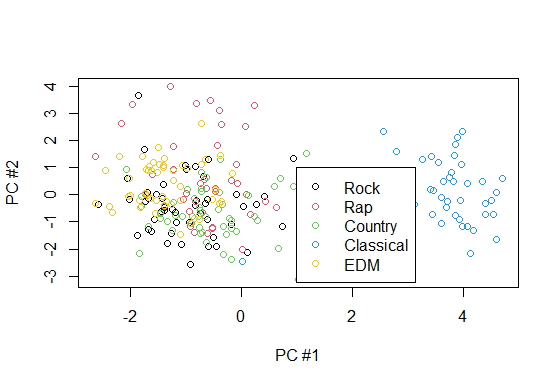 4
3
2
1
0
-1
-2
-3
PC #2
Rock
Rap
Country
Classical
EDM
-2
0
2
4
PC #1